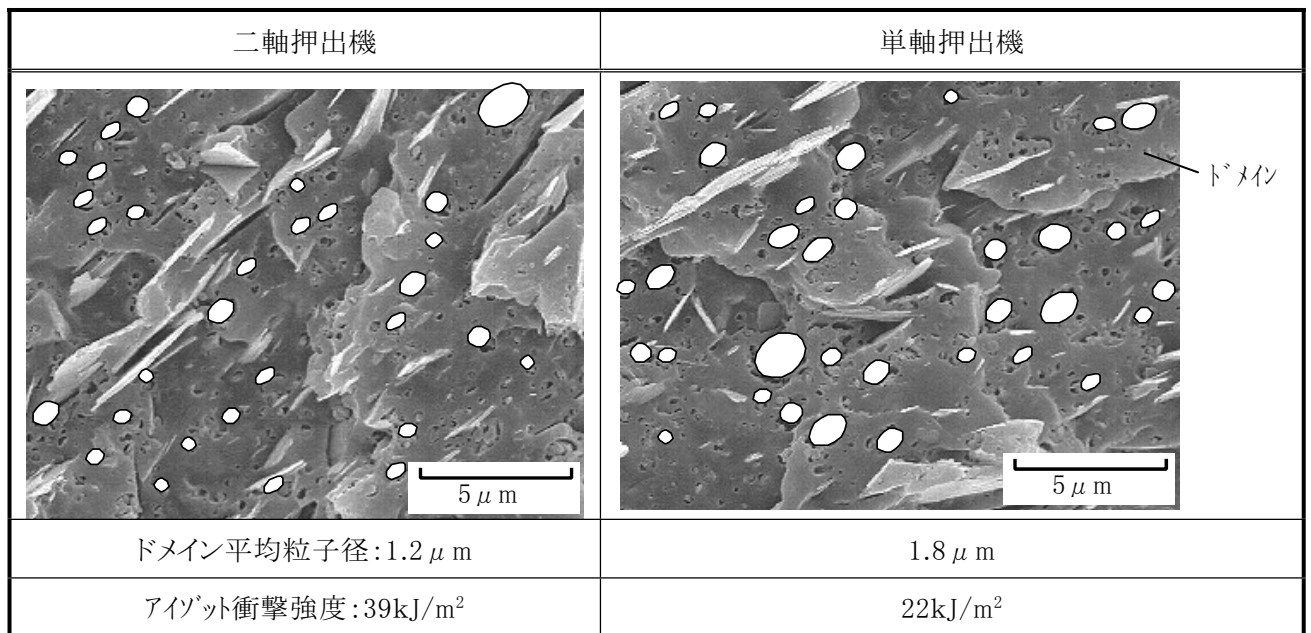 二軸押出機
単軸押出機
ドメイン
5μm
5μm
ドメイン平均粒子径:1.2μm
1.8μm
アイゾット衝撃強度:39kJ/m²
22kJ/m²